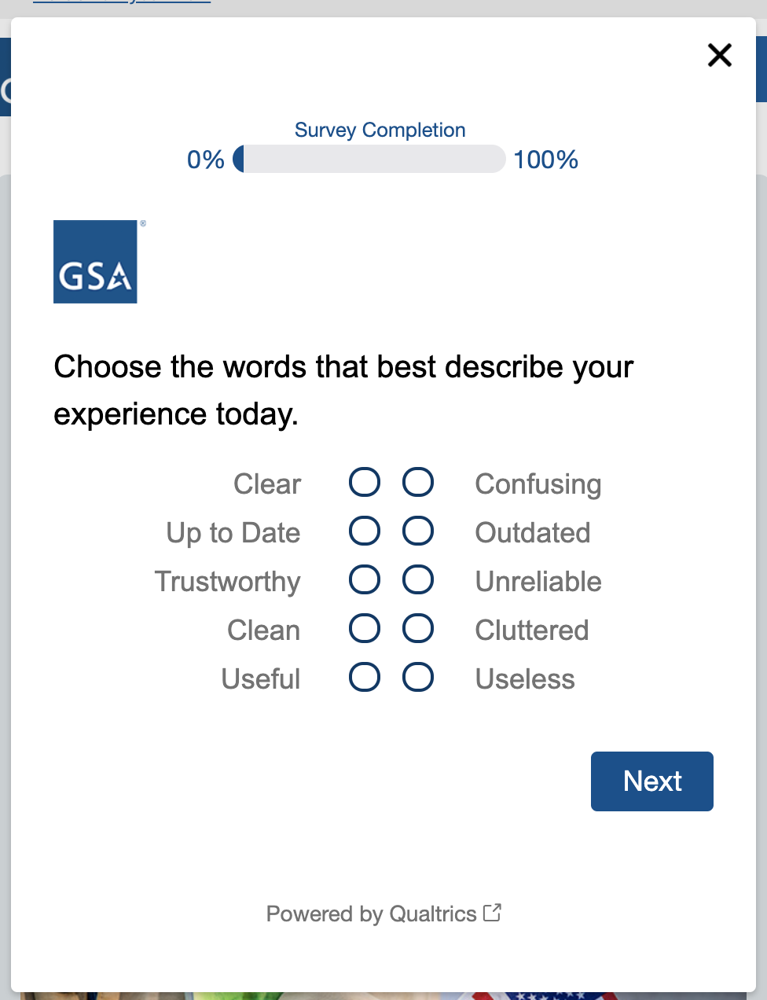 Survey Completion
0% 100%
GSA
®
Choose the words that best describe your
experience today.
Clear Confusing
Up to Date Outdated
Trustworthy Unreliable
Clean Cluttered
Useful Useless
Next
Powered by Qualtrics